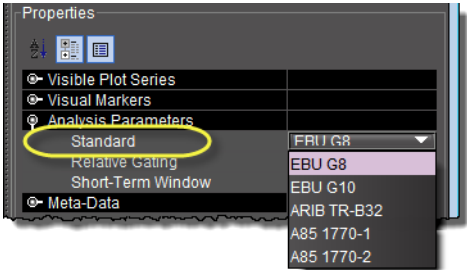 Properties
Visible Plot Series
Visual Markers
Analysis Parameters
Standard EBU G8
Relative Gating EBU G8
EBU G10
Short-Term Window
Meta-Data ARIB TR-B32
A85 1770-1
A85 1770-2